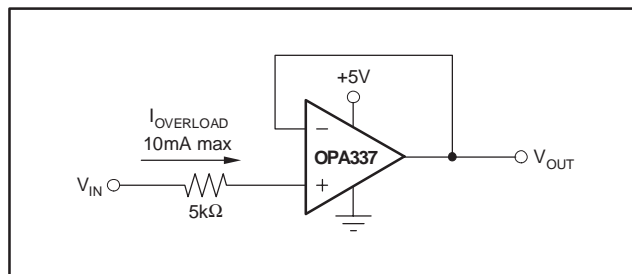 +5V
I_OVERLOAD
10mA max
−
OPA337
V_OUT
V_IN
+
5kΩ